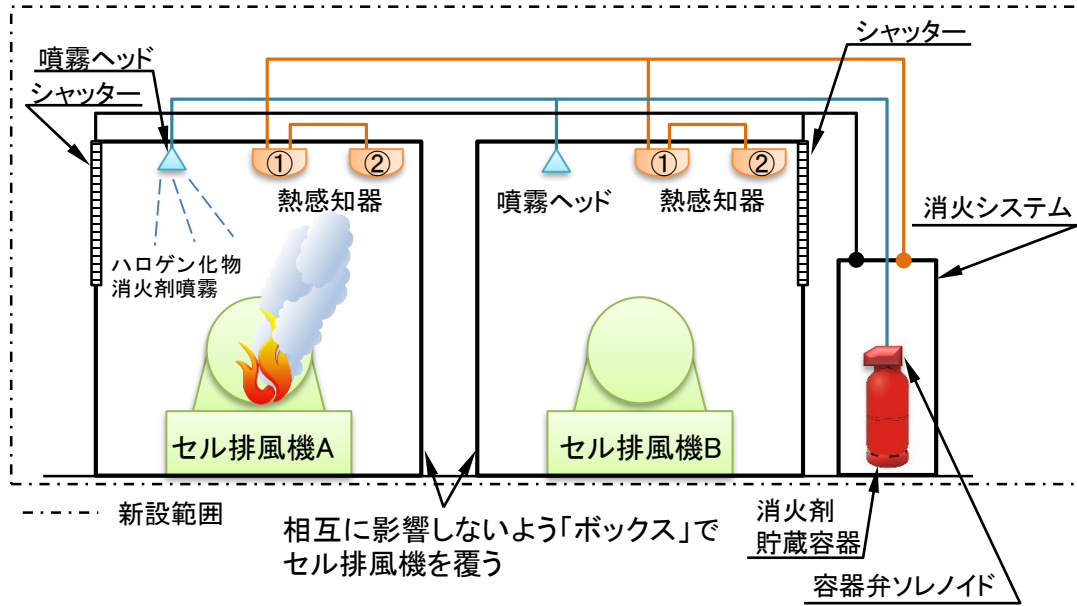 シャッター
噴霧ヘッド
シャッター
①
②
①
②
熱感知器
噴霧ヘッド
熱感知器
消火システム
ハロゲン化物
消火剤噴霧
セル排風機A
セル排風機B
新設範囲
相互に影響しないよう「ボックス」で
セル排風機を覆う
消火剤
貯蔵容器
容器弁ソレノイド